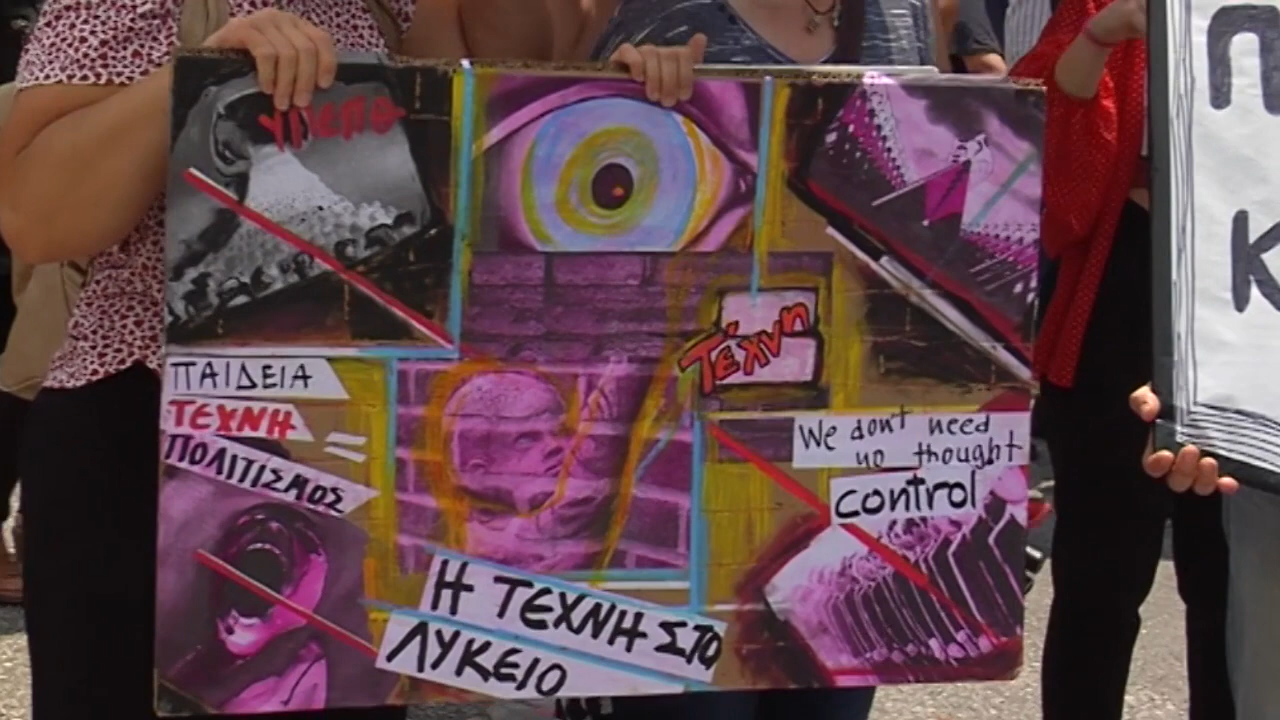 Τέχνη
ΠΑΙΔΕΙΑ
ΤΕΧΝΗ
ΠΟΛΙΤΙΣΜΟΣ
=
We don't need
no thought
control
Η ΤΕΧΝΗ ΣΤΟ
ΛΥΚΕΙΟ
Π
Κ